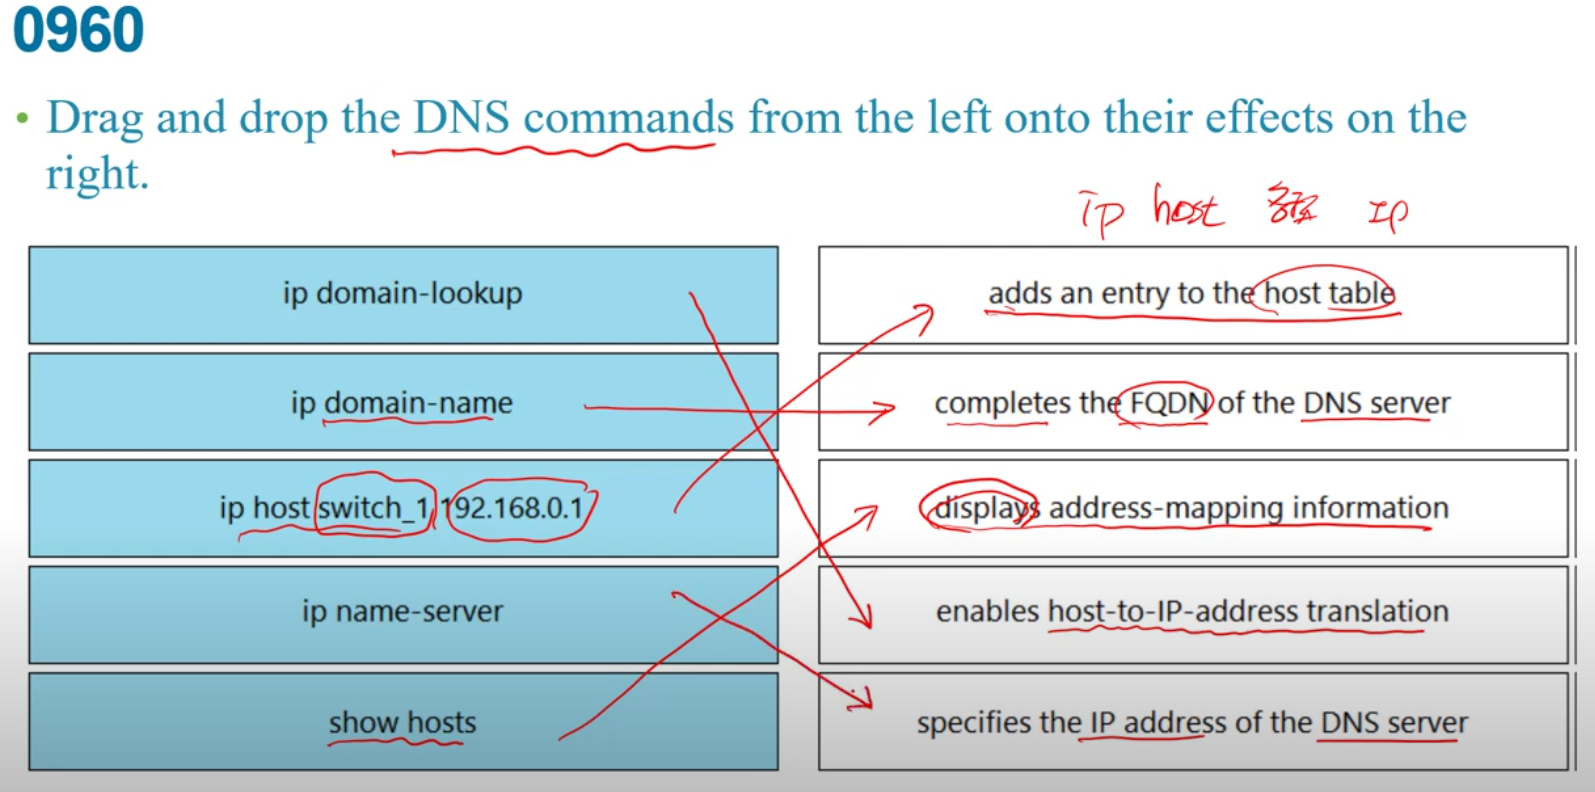 0960
• Drag and drop the DNS commands from the left onto their effects on the
right.
ip host IP
ip domain-lookup
adds an entry to the host table
ip domain-name
completes the FQDN of the DNS server
ip host switch_1 192.168.0.1
displays address-mapping information
ip name-server
enables host-to-IP-address translation
show hosts
specifies the IP address of the DNS server